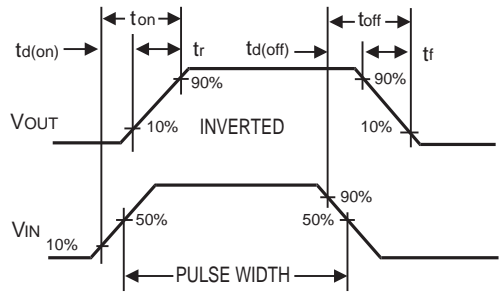 ton toff
td(on) tr td(off) tf
90% 90%
VOUT 10% INVERTED 10%
90%
50% 50%
VIN 10%
PULSE WIDTH